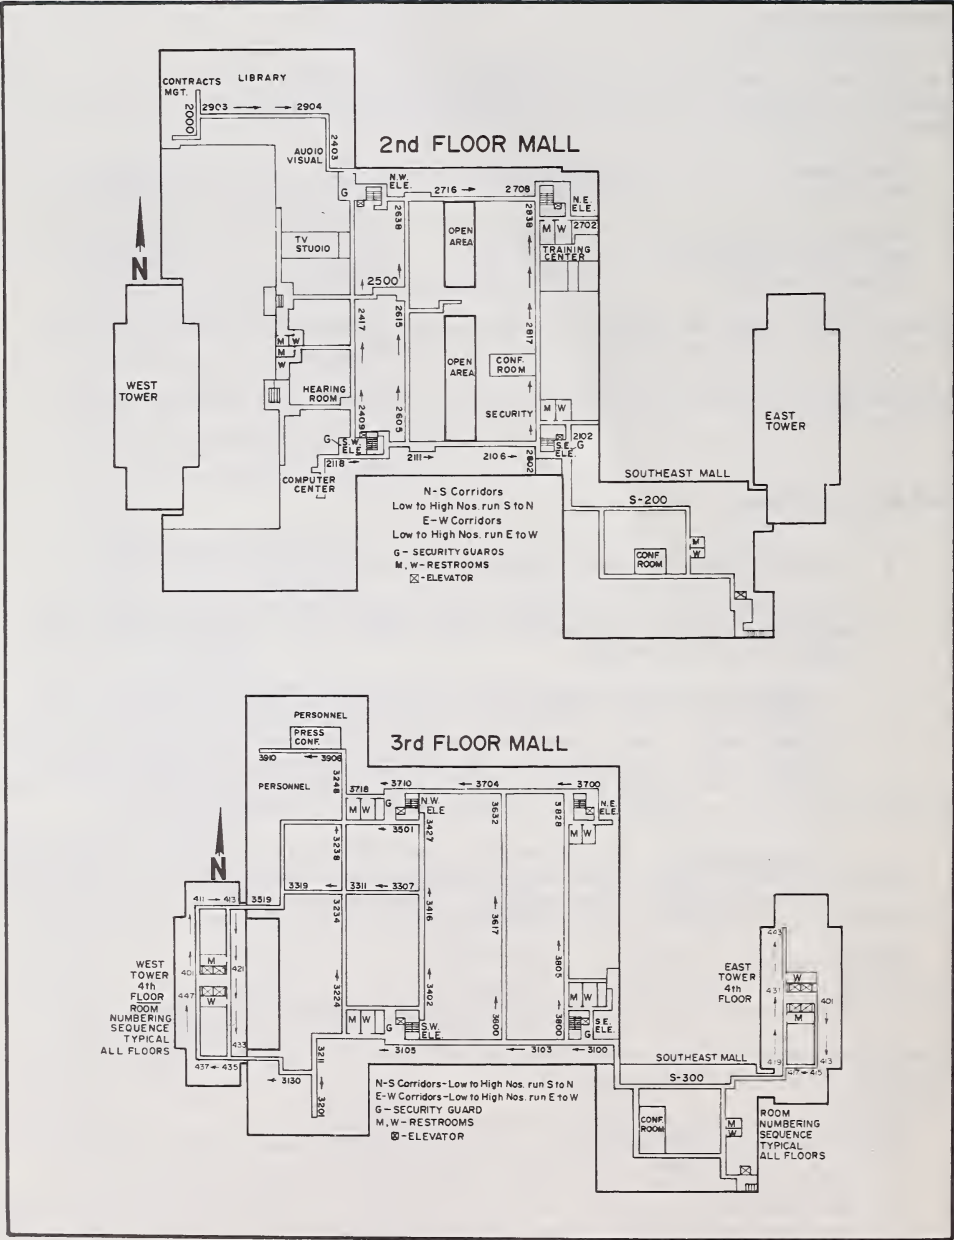 2nd FLOOR MALL
CONTRACTS
MGT.
LIBRARY
2000
2903
2904
2403
AUOIO
VISUAL
G
N.W.
ELE.
2716
2708
N.E.
ELE.
2638
OPEN
AREA
2838
M
W
2702
TRAINING
CENTER
N
TV
STUDIO
2500
2417
2615
2817
M
W
M
W
OPEN
AREA
CONF.
ROOM
WEST
TOWER
HEARING
ROOM
2409
2605
SECURITY
M
W
EAST
TOWER
G
S.W.
ELE
2102
G
S.E.
ELE.
2118
2111
2106
2802
COMPUTER
CENTER
SOUTHEAST MALL
N-S Corridors
Low to High Nos. run S to N
E-W Corridors
Low to High Nos. run E to W
G - SECURITY GUAROS
M, W - RESTROOMS
- ELEVATOR
S-200
M
W
CONF
ROOM
3rd FLOOR MALL
PERSONNEL
PRESS
CONF.
3910
3906
PERSONNEL
3248
3718
3710
3704
3700
M
W
G
N.W.
ELE
N.E.
ELE.
3238
3501
3427
3632
3828
M
W
N
3319
3311
3307
411
413
3519
3234
3416
3617
443
WEST
TOWER
4th
FLOOR
ROOM
NUMBERING
SEQUENCE
TYPICAL
ALL FLOORS
401
M
421
447
W
433
437
435
3224
3402
3600
3805
3800
M
W
G
S.W.
ELE.
M
W
G
S.E.
ELE.
EAST
TOWER
4th
FLOOR
431
W
M
401
419
413
417
415
3211
3201
3130
3105
3103
3100
SOUTHEAST MALL
S-300
N-S Corridors-Low to High Nos. run S to N
E-W Corridors-Low to High Nos. run E to W
G - SECURITY GUARD
M, W - RESTROOMS
- ELEVATOR
CONF.
ROOM
M
W
ROOM
NUMBERING
SEQUENCE
TYPICAL
ALL FLOORS